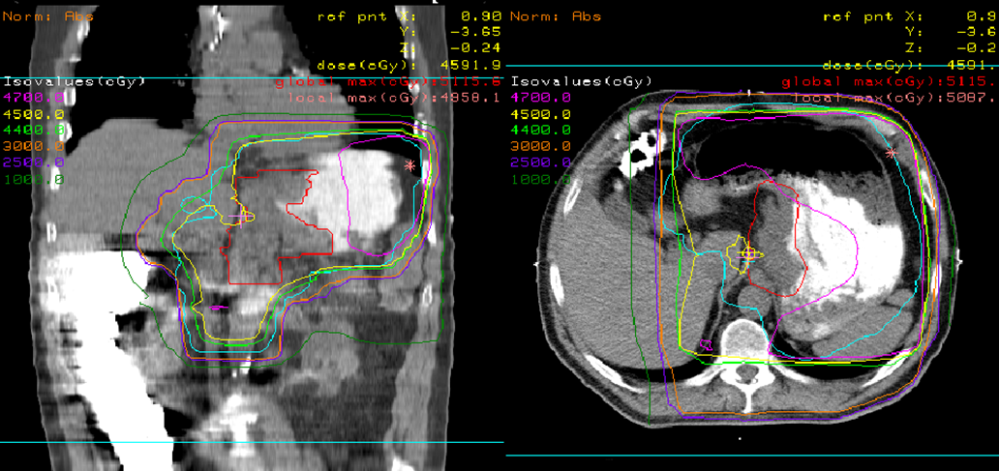 Norm: Abs
ref pnt X: 0.90
Y: -3.65
Z: -0.24
dose(cGy): 4591.9
Isovalues(cGy)
global max(cGy):5115.6
4700.0
local max(cGy):4958.1
4500.0
4400.0
3000.0
2500.0
1000.0
Norm: Abs
ref pnt X: 0.9
Y: -3.6
Z: -0.2
dose(cGy): 4591.
Isovalues(cGy)
global max(cGy):5115.
4700.0
local max(cGy):5087.
4500.0
4400.0
3000.0
2500.0
1000.0